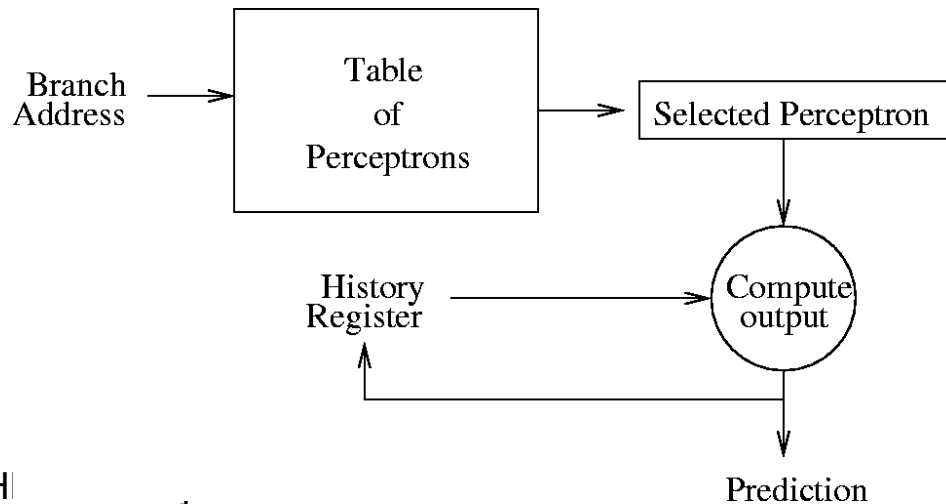 Branch
Address
Table
of
Perceptrons
Selected Perceptron
History
Register
Compute
output
Prediction